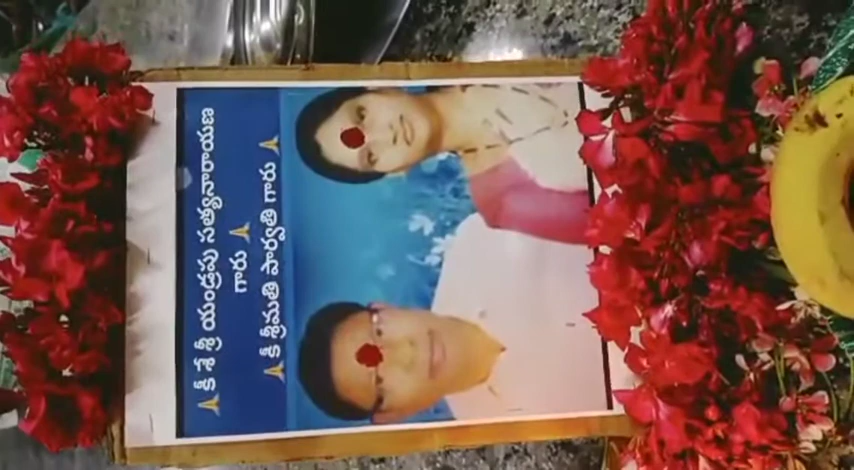 కీ శే శ్రీ యండ్రపు సత్యనారాయణ
గారు
కీ శ్రీమతి పార్వతి గారు